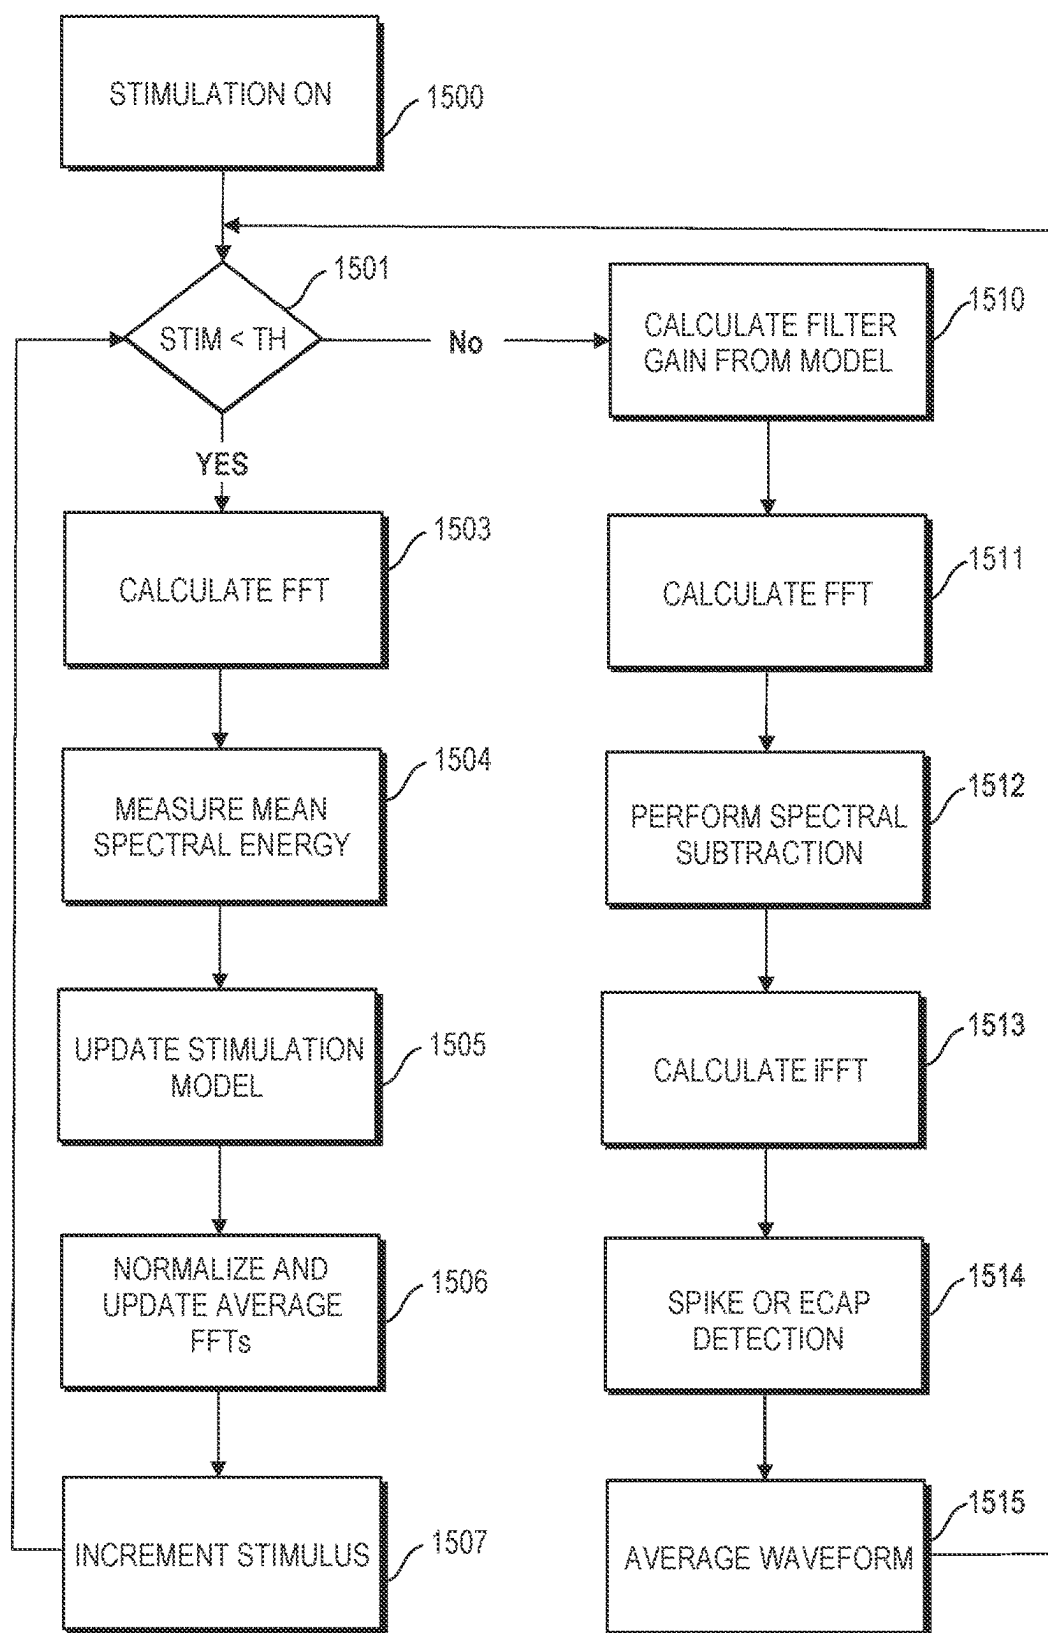 STIMULATION ON
1500
STIM < TH
1501
No
YES
CALCULATE FFT
1503
MEASURE MEAN
SPECTRAL ENERGY
1504
UPDATE STIMULATION
MODEL
1505
NORMALIZE AND
UPDATE AVERAGE
FFTs
1506
INCREMENT STIMULUS
1507
CALCULATE FILTER
GAIN FROM MODEL
1510
CALCULATE FFT
1511
PERFORM SPECTRAL
SUBTRACTION
1512
CALCULATE iFFT
1513
SPIKE OR ECAP
DETECTION
1514
AVERAGE WAVEFORM
1515